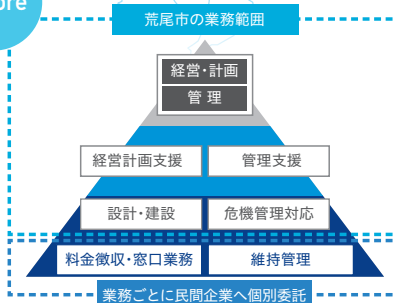 ore
荒尾市の業務範囲
経営・計画
管 理
経営計画支援
管理支援
設計・建設
危機管理対応
料金徴収・窓口業務
維持管理
業務ごとに民間企業へ個別委託